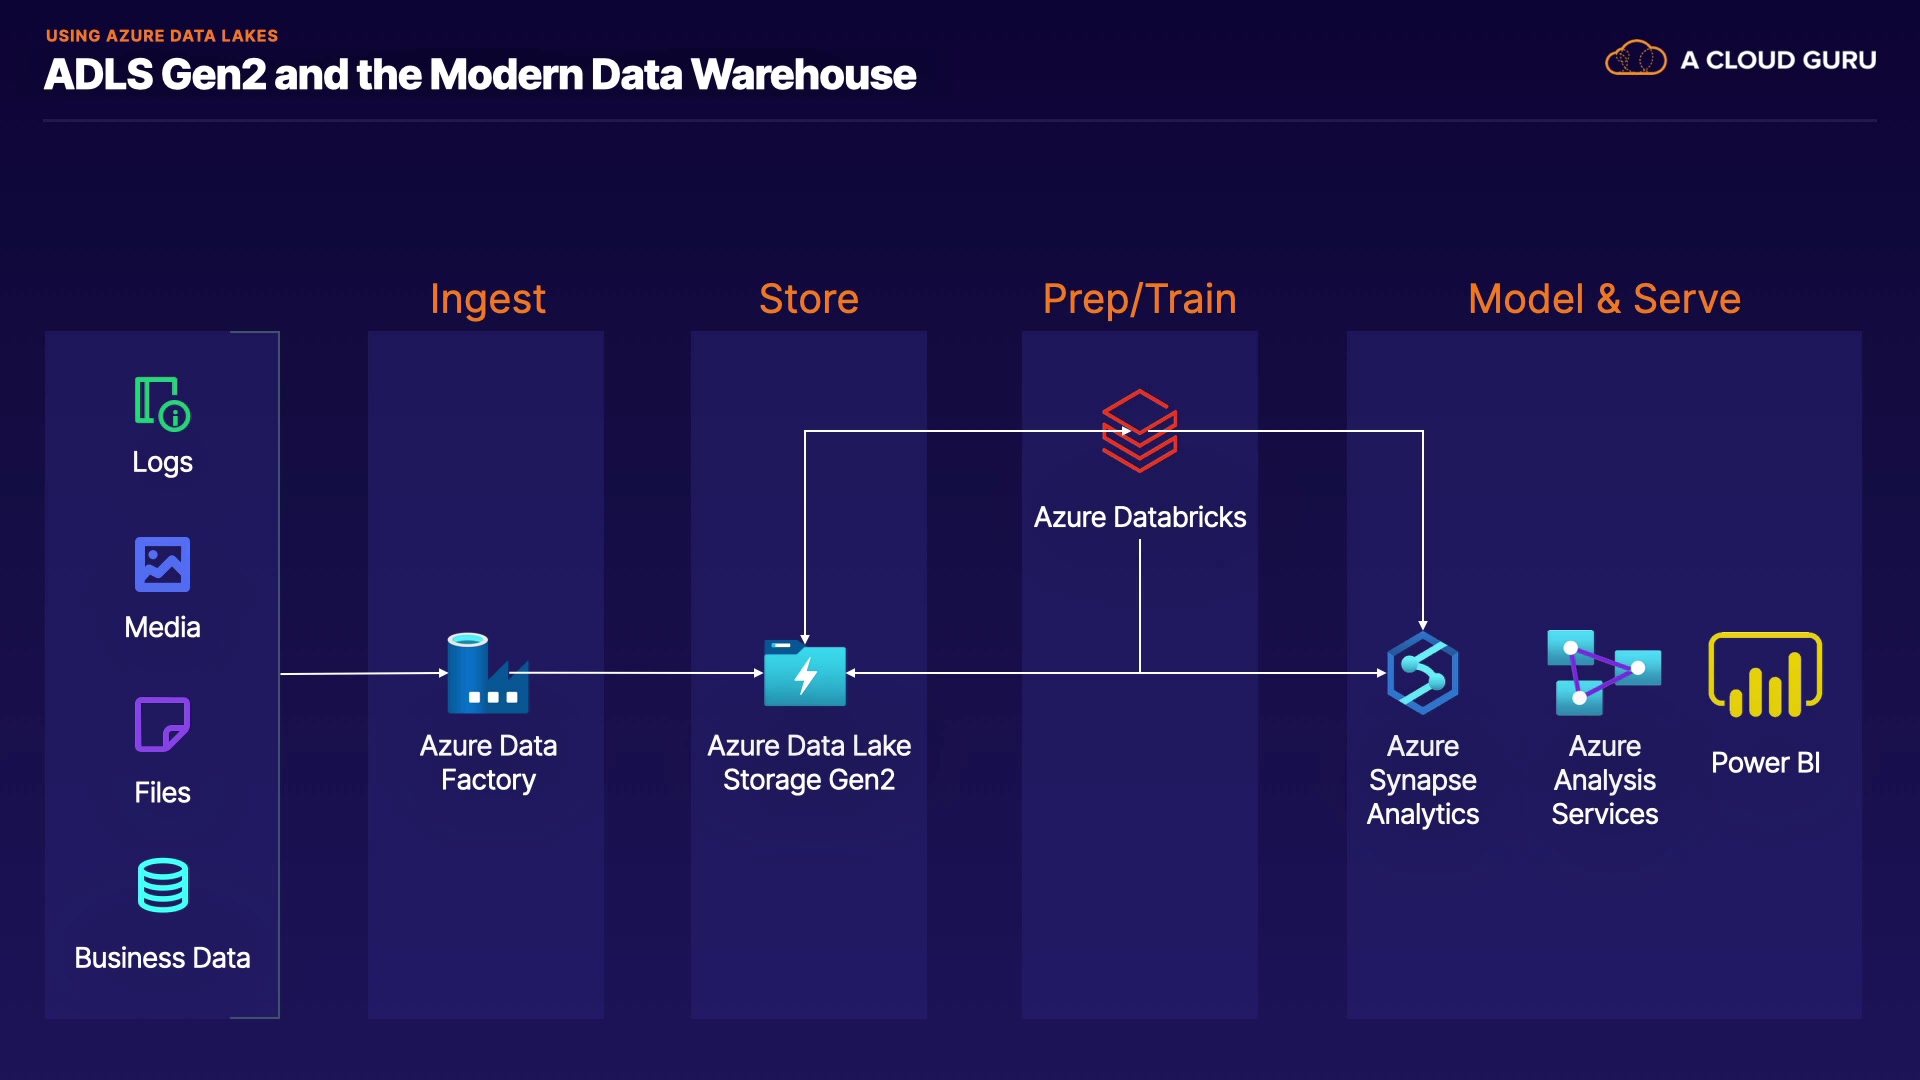 USING AZURE DATA LAKES
ADLS Gen2 and the Modern Data Warehouse
A CLOUD GURU
Ingest
Store
Prep/Train
Model & Serve
Logs
Media
Files
Business Data
Azure Data
Factory
Azure Data Lake
Storage Gen2
Azure Databricks
Azure
Synapse
Analytics
Azure
Analysis
Services
Power BI